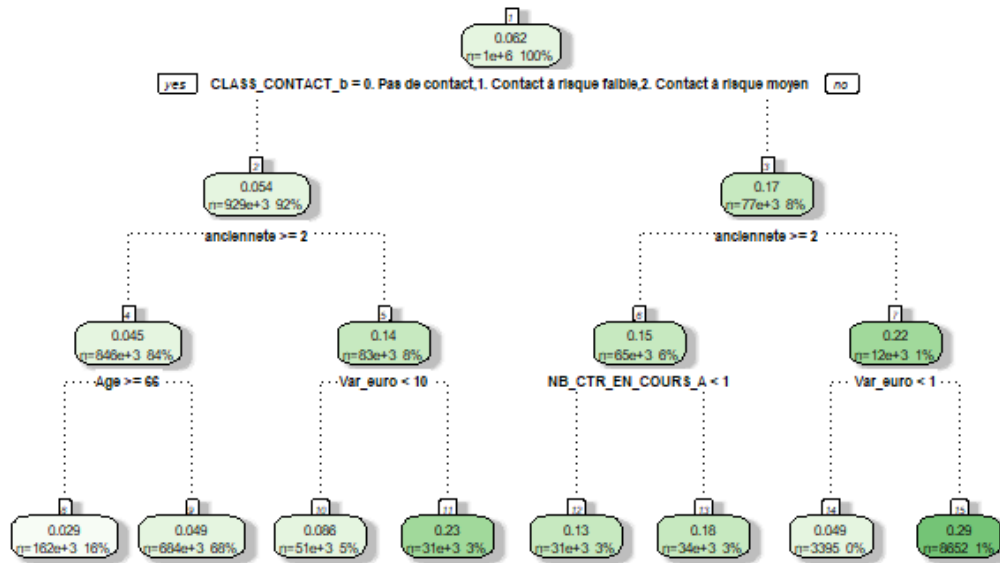 1
0.062
n=1e+6 100%
yes CLASS_CONTACT_b = 0. Pas de contact,1. Contact à risque faible,2. Contact à risque moyen no
2 3
0.054 0.17
n=929e+3 92% n=77e+3 8%
anciennete >= 2 anciennete >= 2
4 5 6 7
0.045 0.14 0.15 0.22
n=846e+3 84% n=83e+3 8% n=65e+3 6% n=12e+3 1%
Age >= 66 Var_euro < 10 NB_CTR_EN_COURS_A < 1 Var_euro < 1
8 9 10 11 12 13 14 15
0.029 0.049 0.086 0.23 0.13 0.18 0.049 0.29
n=162e+3 16% n=684e+3 68% n=51e+3 5% n=31e+3 3% n=31e+3 3% n=34e+3 3% n=3395 0% n=8652 1%